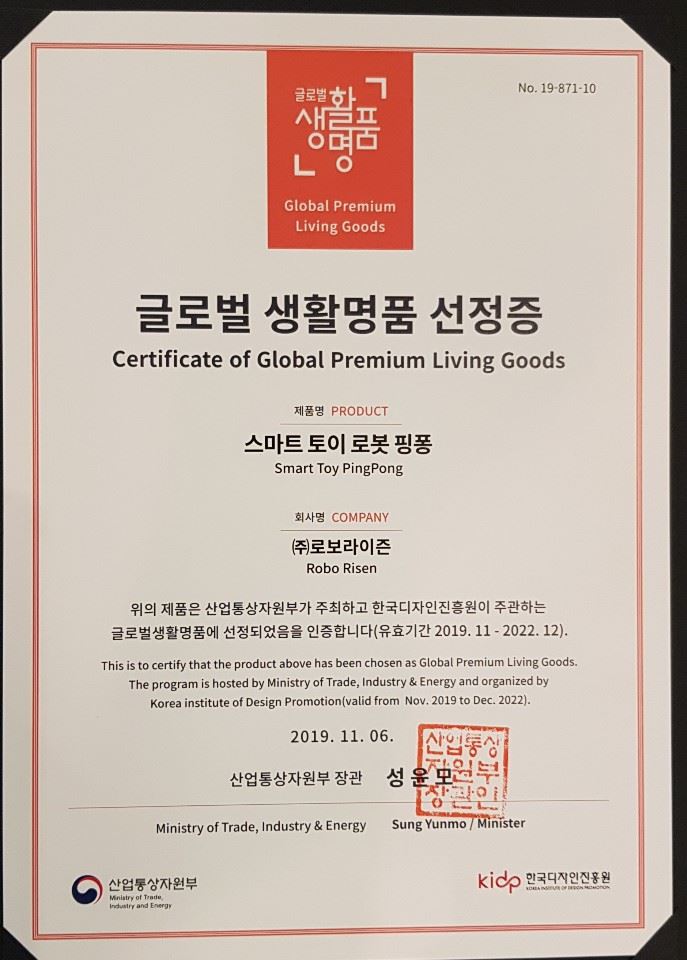 No. 19-871-10
글로벌
생활
명품
Global Premium
Living Goods
글로벌 생활명품 선정증
Certificate of Global Premium Living Goods
제품명 PRODUCT
스마트 토이 로봇 핑퐁
Smart Toy PingPong
회사명 COMPANY
㈜로보라이즌
Robo Risen
위의 제품은 산업통상자원부가 주최하고 한국디자인진흥원이 주관하는
글로벌생활명품에 선정되었음을 인증합니다(유효기간 2019. 11 - 2022. 12).
This is to certify that the product above has been chosen as Global Premium Living Goods.
The program is hosted by Ministry of Trade, Industry & Energy and organized by
Korea institute of Design Promotion(valid from Nov. 2019 to Dec. 2022).
2019. 11. 06.
산업통상자원부 장관 성 윤 모
산업통상
자원부
장관인
Ministry of Trade, Industry & Energy Sung Yunmo / Minister
산업통상자원부
Ministry of Trade,
Industry and Energy
kidp 한국디자인진흥원
KOREA INSTITUTE OF DESIGN PROMOTION